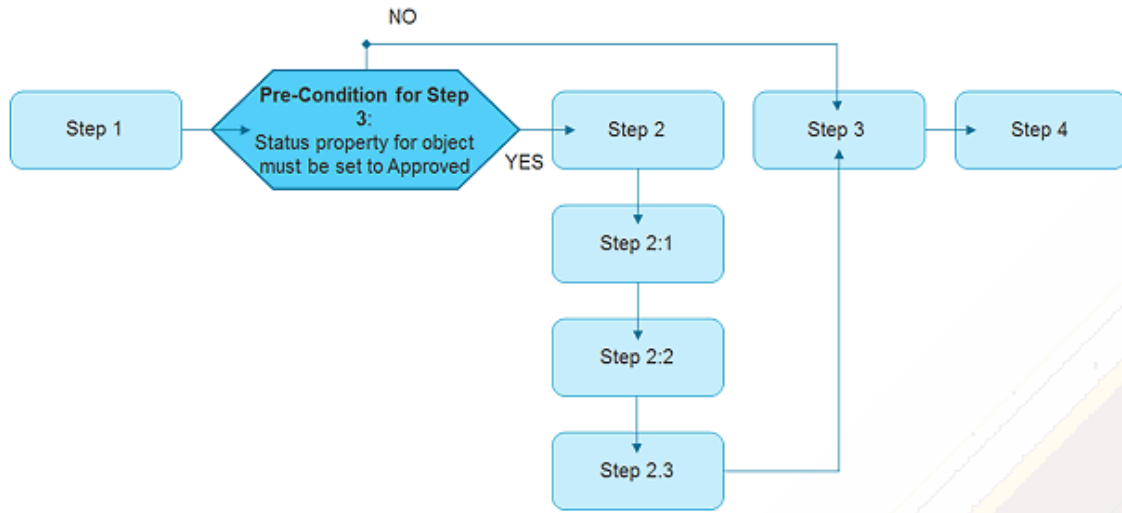 NO
Step 1
Pre-Condition for Step
3:
Status property for object
must be set to Approved
YES
Step 2
Step 3
Step 4
Step 2:1
Step 2:2
Step 2.3